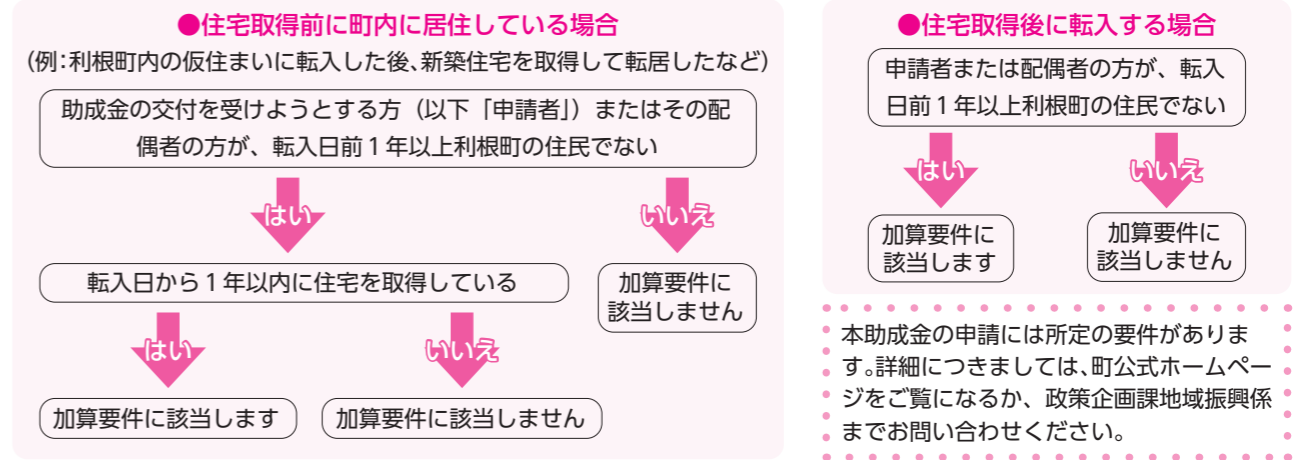 ●住宅取得前に町内に居住している場合
（例：利根町内の仮住まいに転入した後、新築住宅を取得して転居したなど）
助成金の交付を受けようとする方（以下「申請者」）またはその配
偶者の方が、転入日前１年以上利根町の住民でない
はい
いいえ
転入日から１年以内に住宅を取得している
加算要件に
該当しません
はい
いいえ
加算要件に該当します
加算要件に該当しません
●住宅取得後に転入する場合
申請者または配偶者の方が、転入
日前１年以上利根町の住民でない
はい
いいえ
加算要件に
該当します
加算要件に
該当しません
本助成金の申請には所定の要件がありま
す。詳細につきましては、町公式ホームペー
ジをご覧になるか、政策企画課地域振興係
までお問い合わせください。